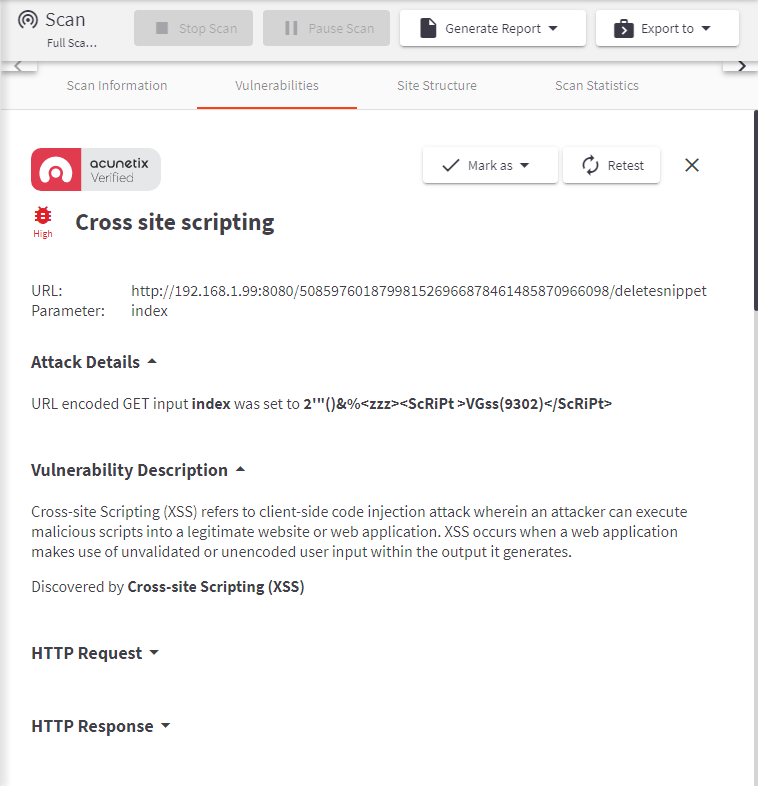 Scan
Full Sca...
Stop Scan
Pause Scan
Generate Report
Export to
Scan Information
Vulnerabilities
Site Structure
Scan Statistics
acunetix
Verified
Mark as
Retest
High
Cross site scripting
URL: http://192.168.1.99:8080/508597601879981526966878461485870966098/deletesnippet
Parameter: index
Attack Details
URL encoded GET input index was set to 2'"()&%<zzz><ScRiPt >VGss(9302)</ScRiPt>
Vulnerability Description
Cross-site Scripting (XSS) refers to client-side code injection attack wherein an attacker can execute
malicious scripts into a legitimate website or web application. XSS occurs when a web application
makes use of unvalidated or unencoded user input within the output it generates.
Discovered by Cross-site Scripting (XSS)
HTTP Request
HTTP Response